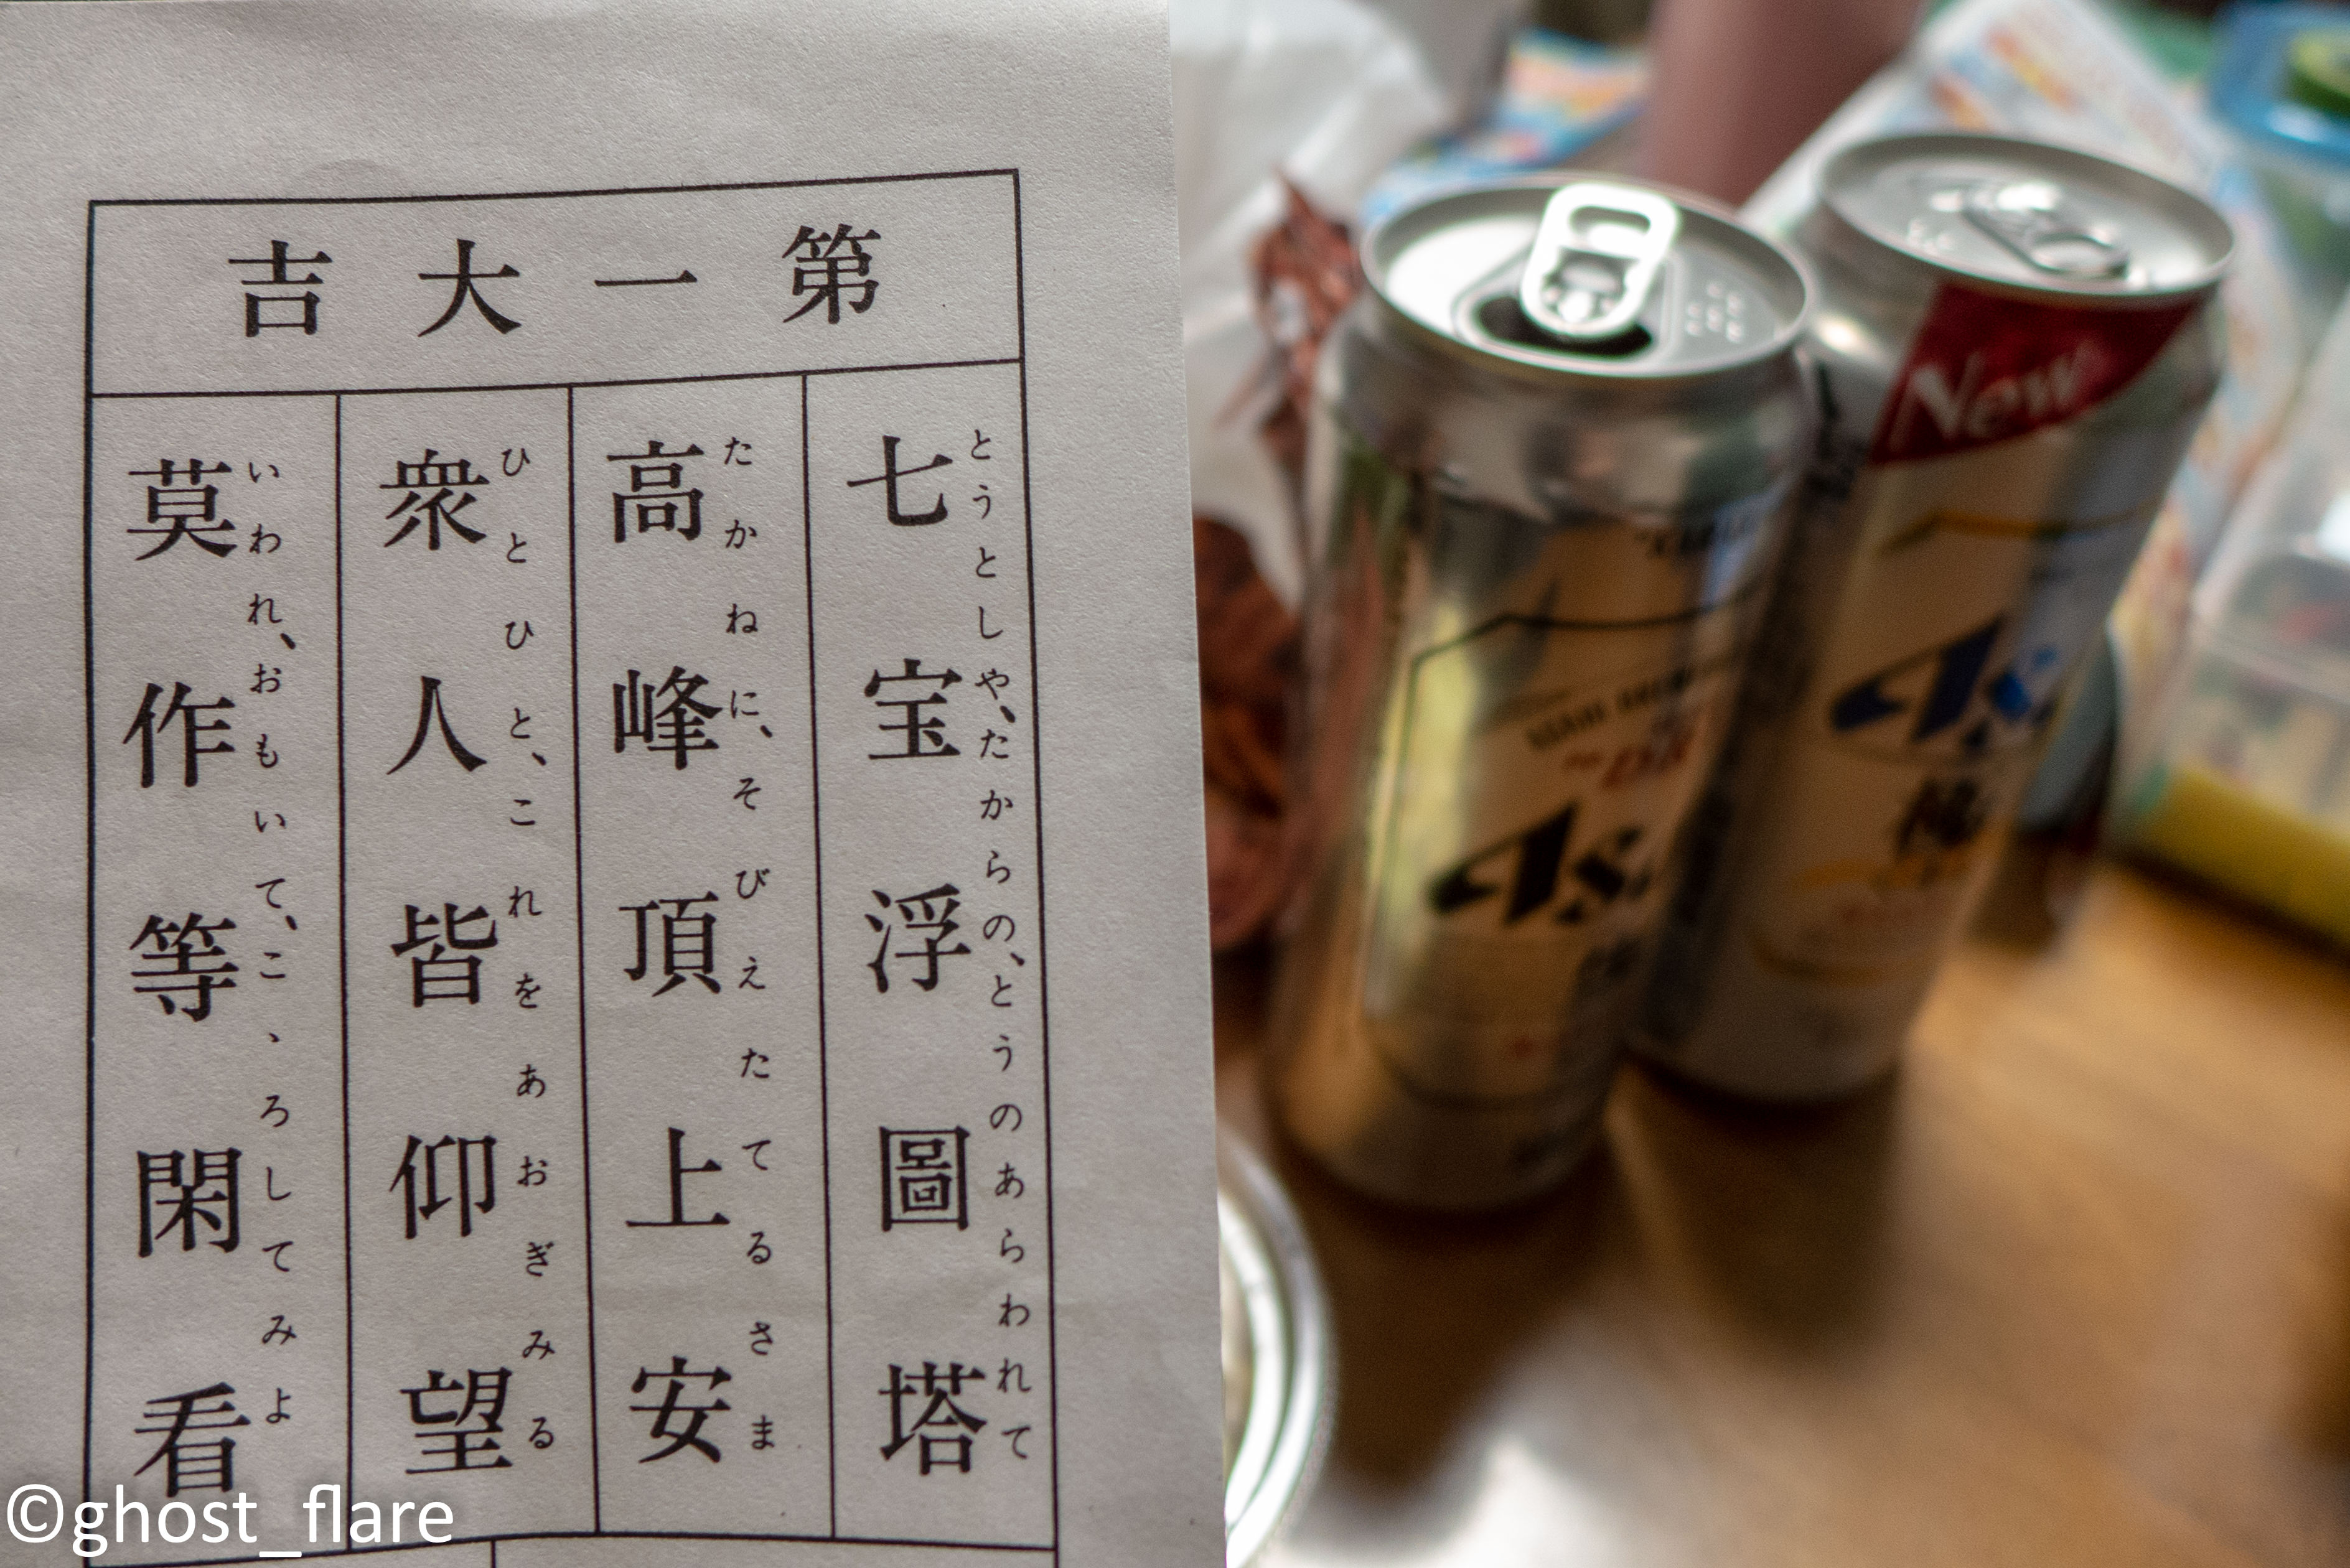 第一大吉
七宝浮圖塔
とうとしや、たからの、とうのあらわれて
高峰頂上安
たかねに、そびえたてるさま
衆人皆仰望
ひとひと、これをあおぎみる
莫作等閑看
いわれ、おもいて、こゝろしてみよ
New
©ghost_flare